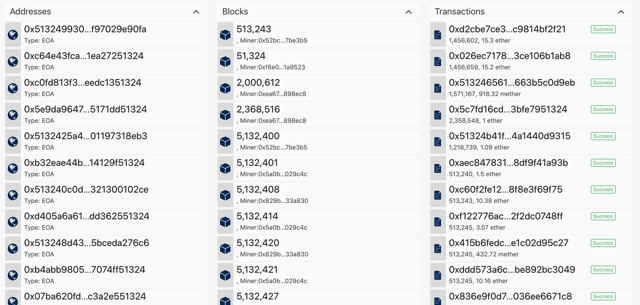 Addresses
0x513249930...f97029e90fa
Type: EOA
0xc64e43fca...1ea27251324
Type: EOA
0xc0fd813f3...eedc1351324
Type: EOA
0x5e9da9647...5171dd51324
Type: EOA
0x5132425a4...01197318eb3
Type: EOA
0xb32eae44b...14129f51324
Type: EOA
0x513240c0d...321300102ce
Type: EOA
0xd405a6a61...dd362551324
Type: EOA
0x513248d43...5bceda276c6
Type: EOA
0xb4abb9805...7074ff51324
Type: EOA
0x07ba620fd...c3a2e551324
Blocks
513,243
, Miner:0x52bc...7be3b5
51,324
, Miner:0xf8e0...1a9523
2,000,612
, Miner:0xea67...898ec8
2,368,516
, Miner:0xea67...898ec8
5,132,400
, Miner:0x52bc...7be3b5
5,132,401
, Miner:0x5a0b...029c4c
5,132,408
, Miner:0x829b...33a830
5,132,414
, Miner:0x5a0b...029c4c
5,132,420
, Miner:0x829b...33a830
5,132,421
, Miner:0x5a0b...029c4c
5,132,427
Transactions
0xd2cbe7ce3...c9814bf2f21
Success
1,456,602, 15.3 ether
0x026ec7178...3ce106b1ab8
Success
1,456,659, 15.2 ether
0x513246561...663b5c0d9eb
Success
1,571,167, 918.32 mether
0x5c7fd16cd...3bfe7951324
Success
2,358,548, 1 ether
0x51324b41f...4a1440d9315
Success
1,218,739, 1.09 ether
0xaec847831...8df9f41a93b
Success
513,240, 1.5 ether
0xc60f2fe12...8f8e3f69f75
Success
513,243, 10.38 ether
0xf122776ac...2f2dc0748ff
Success
513,245, 3.07 ether
0x415b6fedc...e1c02d95c27
Success
513,245, 432.72 mether
0xddd573a6c...be892bc3049
Success
513,245, 10.16 ether
0x836e9f0d7...036ee6671c8
Success